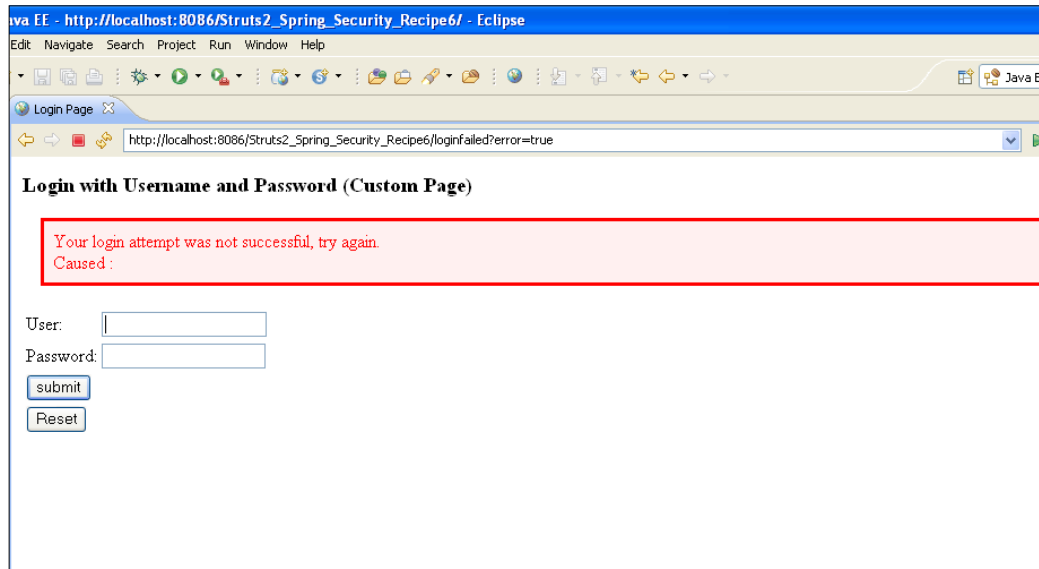 ava EE - http://localhost:8086/Struts2_Spring_Security_Recipe6/ - Eclipse
Edit Navigate Search Project Run Window Help
Java E
Login Page
http://localhost:8086/Struts2_Spring_Security_Recipe6/loginfailed?error=true
Login with Username and Password (Custom Page)
Your login attempt was not successful, try again.
Caused :
User:
Password:
submit
Reset